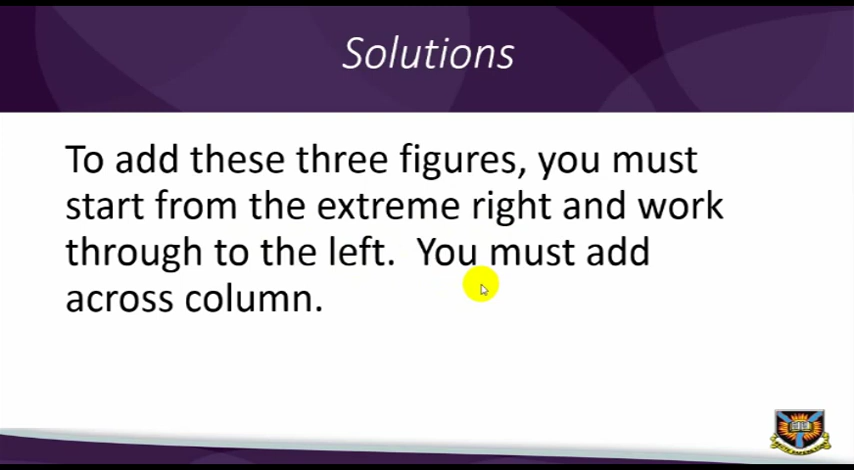 Solutions
To add these three figures, you must
start from the extreme right and work
through to the left.  You must add
across column.